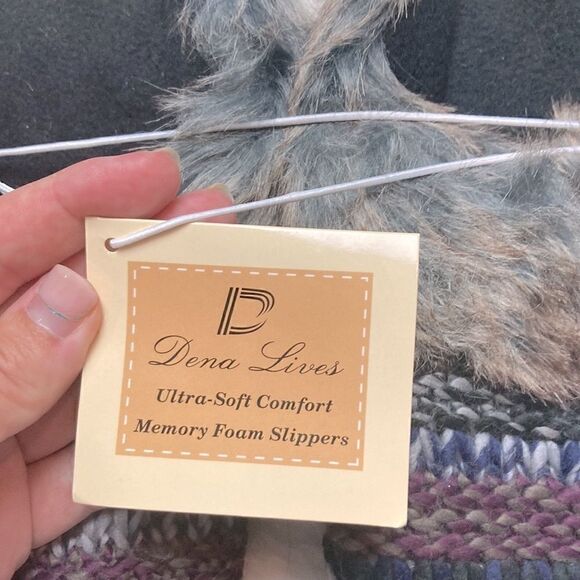 D
Dena Lives
Ultra-Soft Comfort
Memory Foam Slippers